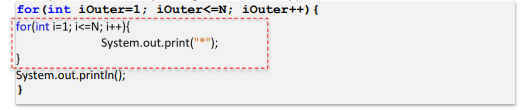 for(int iOuter=1; iOuter<=N; iOuter++){
for(int i=1; i<=N; i++){
System.out.print("*");
}
System.out.println();
}